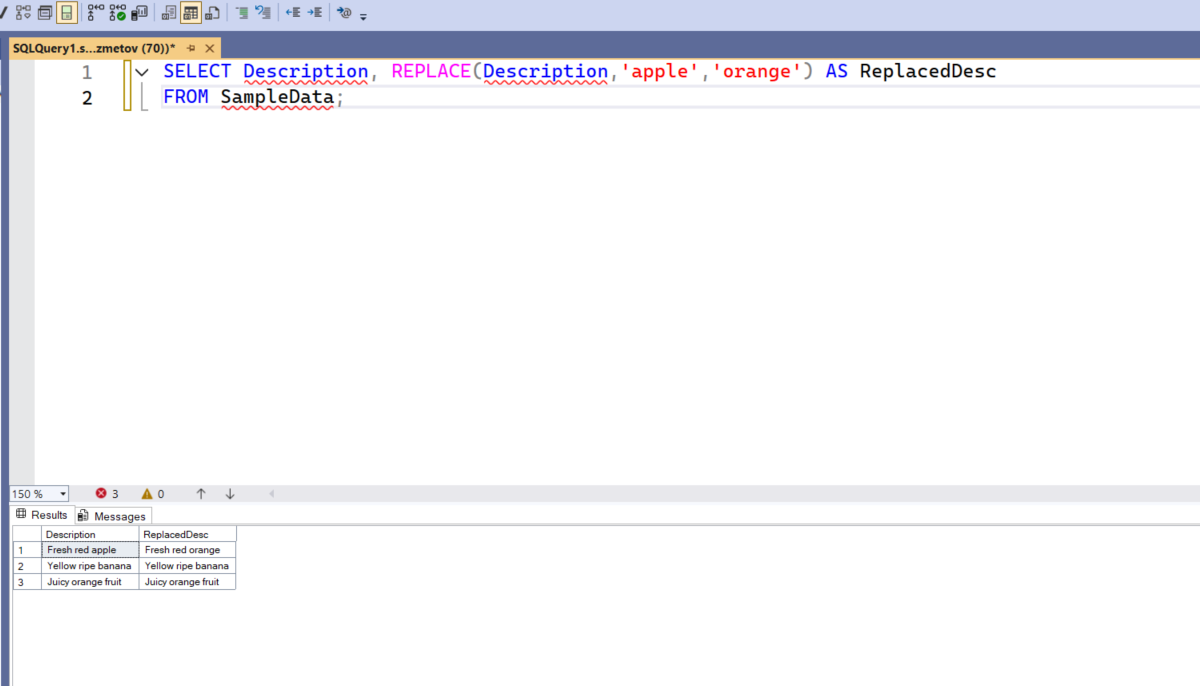 SQLQuery1.s...zmetov (70))*
1 SELECT Description, REPLACE(Description,'apple','orange') AS ReplacedDesc
2 FROM SampleData;
150 % 3 0
Results Messages
Description ReplacedDesc
1 Fresh red apple Fresh red orange
2 Yellow ripe banana Yellow ripe banana
3 Juicy orange fruit Juicy orange fruit